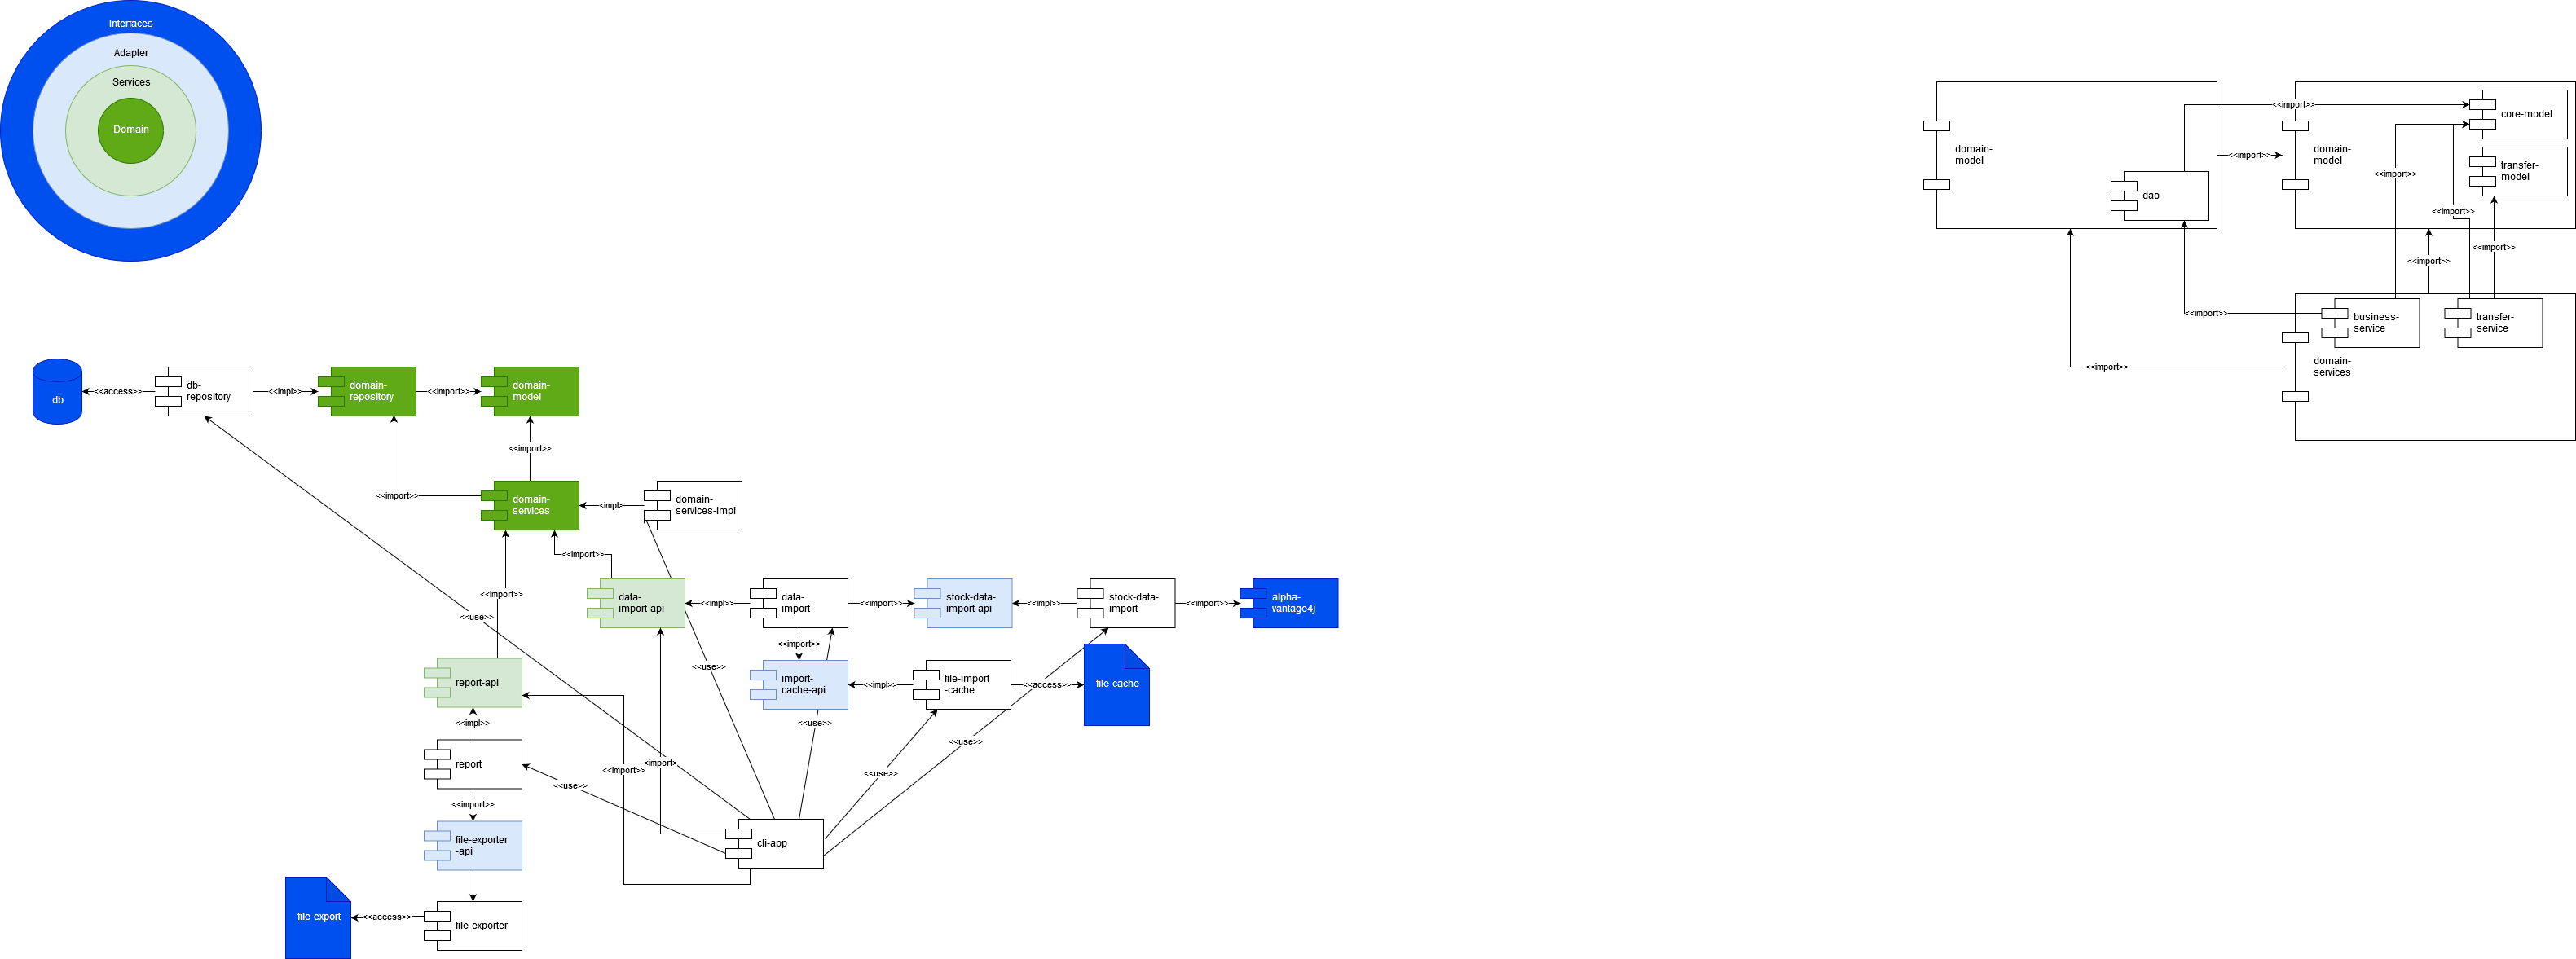 Interfaces
Adapter
Services
Domain
<<import>>
core-model
domain-
model
domain-
model
<<import>>
transfer-
model
<<import>>
dao
<<import>>
<<import>>
<<import>>
<<import>>
business-
service
transfer-
service
domain-
services
<<import>>
db
<<access>>
db-
repository
<<impl>>
domain-
repository
<<import>>
domain-
model
<<import>>
<<import>>
domain-
services
<<impl>>
domain-
services-impl
<<import>>
<<import>>
data-
import-api
<<impl>>
data-
import
<<import>>
stock-data-
import-api
<<impl>>
stock-data-
import
<<import>>
alpha-
vantage4j
<<use>>
<<import>>
<<use>>
report-api
import-
cache-api
<<impl>>
file-import
-cache
<<access>>
file-cache
<<impl>>
<<use>>
<<use>>
report
<<import>>
<<import>>
<<use>>
<<use>>
<<import>>
file-exporter
-api
cli-app
file-export
<<access>>
file-exporter